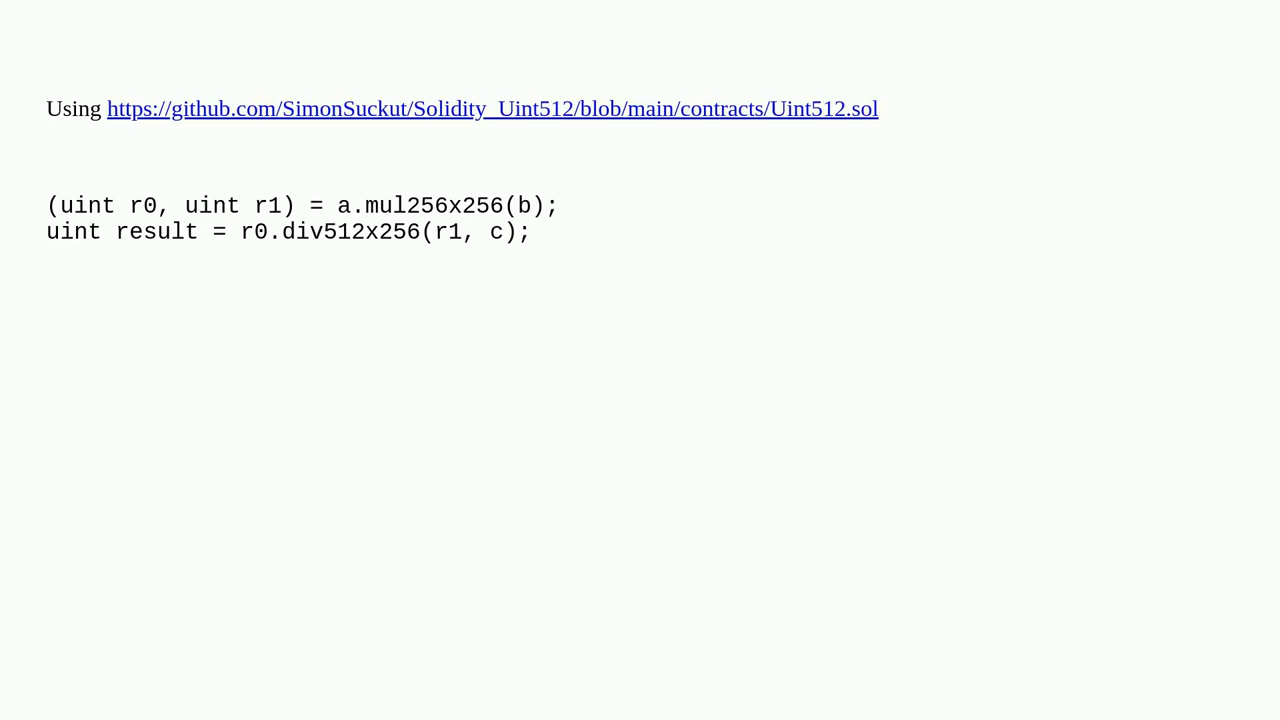 Using https://github.com/SimonSuckut/Solidity_Uint512/blob/main/contracts/Uint512.sol
(uint r0, uint r1) = a.mul256x256(b);
uint result = r0.div512x256(r1, c);